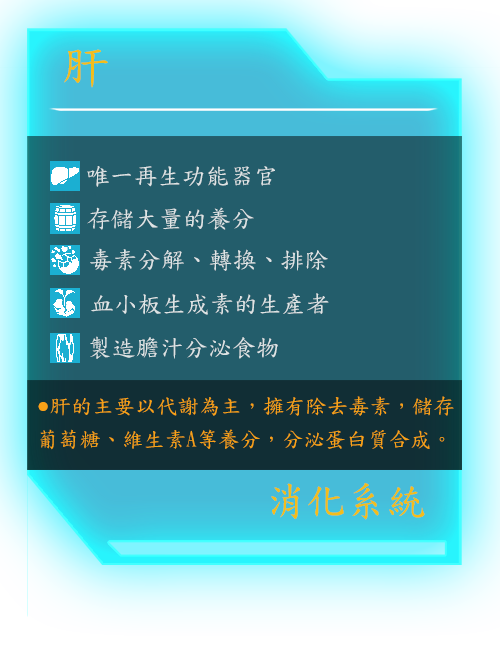 肝
唯一再生功能器官
存儲大量的養分
毒素分解、轉換、排除
血小板生成素的生產者
製造膽汁分泌食物
●肝的主要以代謝為主，擁有除去毒素，儲存
葡萄糖、維生素A等養分，分泌蛋白質合成。
消化系統